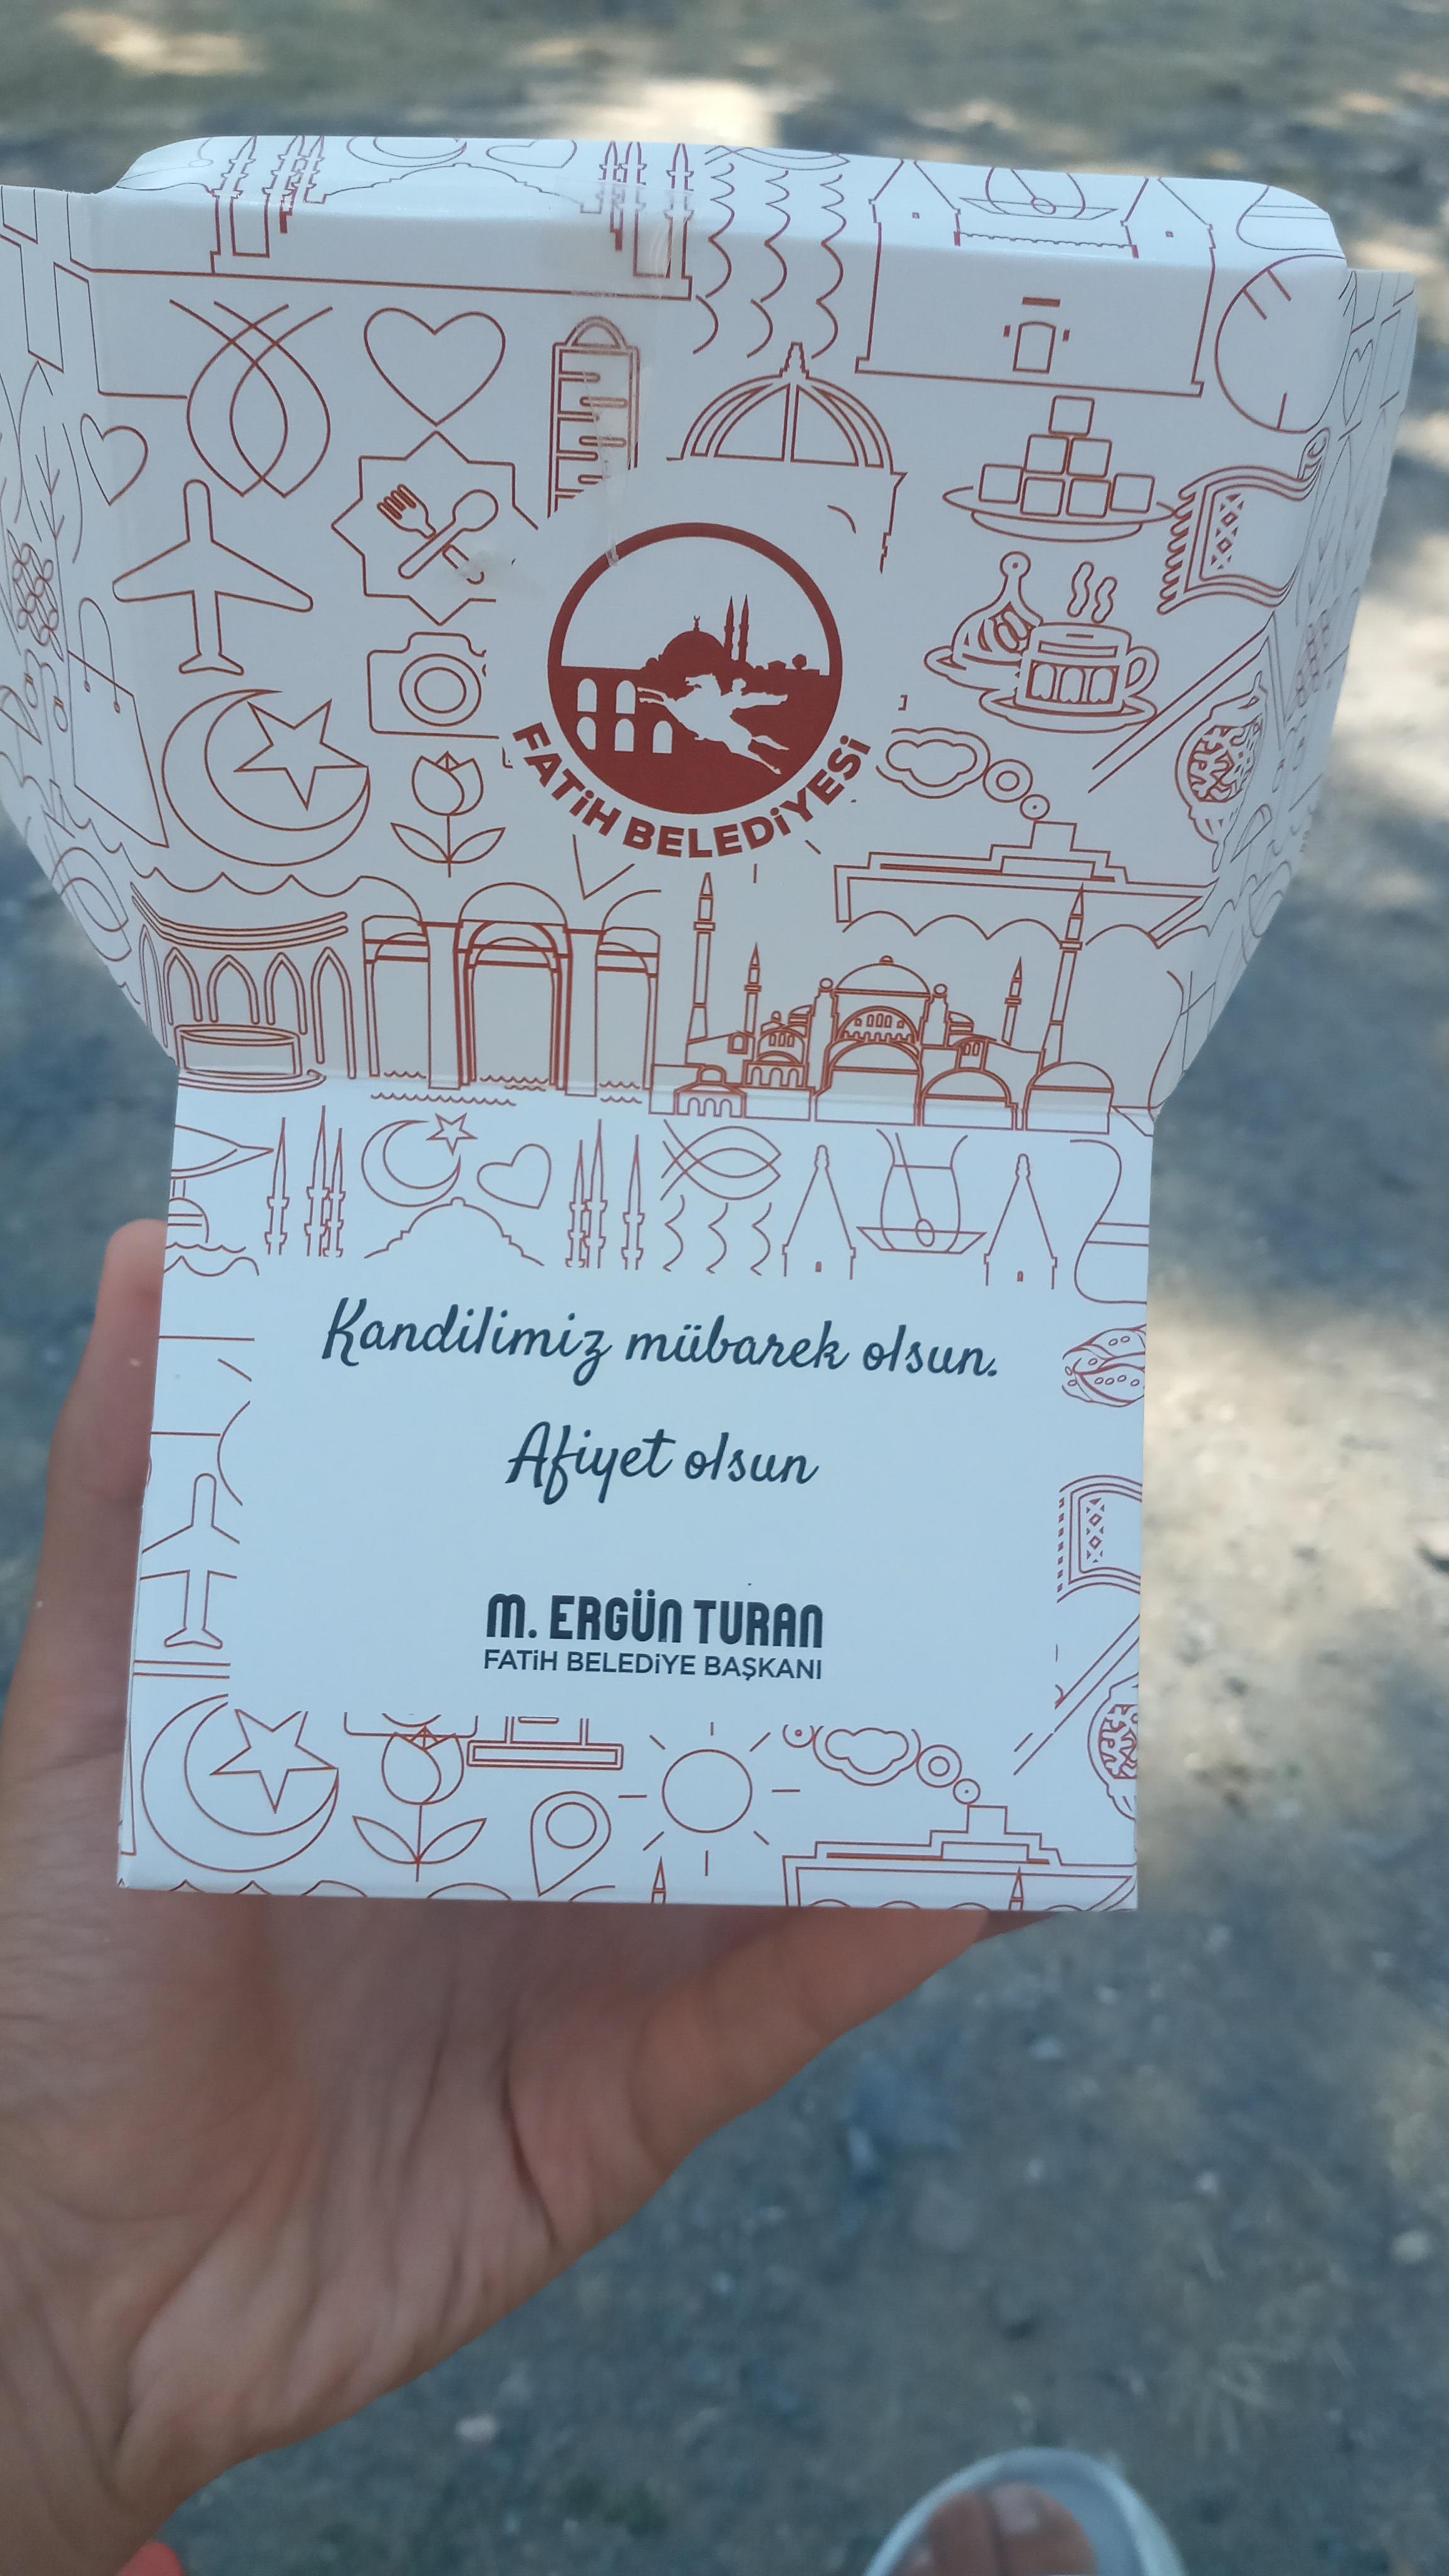 FATİH BELEDİYESİ
Kandilimiz mübarek olsun.
Afiyet olsun
M. ERGÜN TURAN
FATİH BELEDİYE BAŞKANI